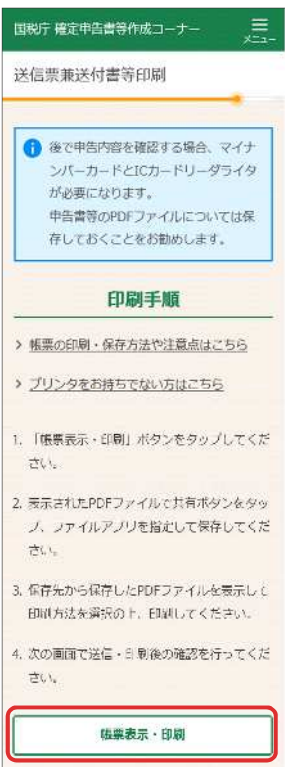 国税庁 確定申告書等作成コーナー
メニュー
送信票兼送付書等印刷
後で申告内容を確認する場合、マイナ
ンバーカードとICカードリーダライタ
が必要になります。
申告書等のPDFファイルについては保
存しておくことをお勧めします。
印刷手順
帳票の印刷・保存方法や注意点はこちら
プリンタをお持ちでない方はこちら
1. 「帳票表示・印刷」ボタンをタップしてくだ
さい。
2. 表示されたPDFファイルで共有ボタンをタッ
プ、ファイルアプリを指定して保存してくだ
さい。
3. 保存先から保存したPDFファイルを表示して
印刷方法を選択の上、印刷してください。
4. 次の画面で送信・印刷後の確認を行ってくだ
さい。
帳票表示・印刷